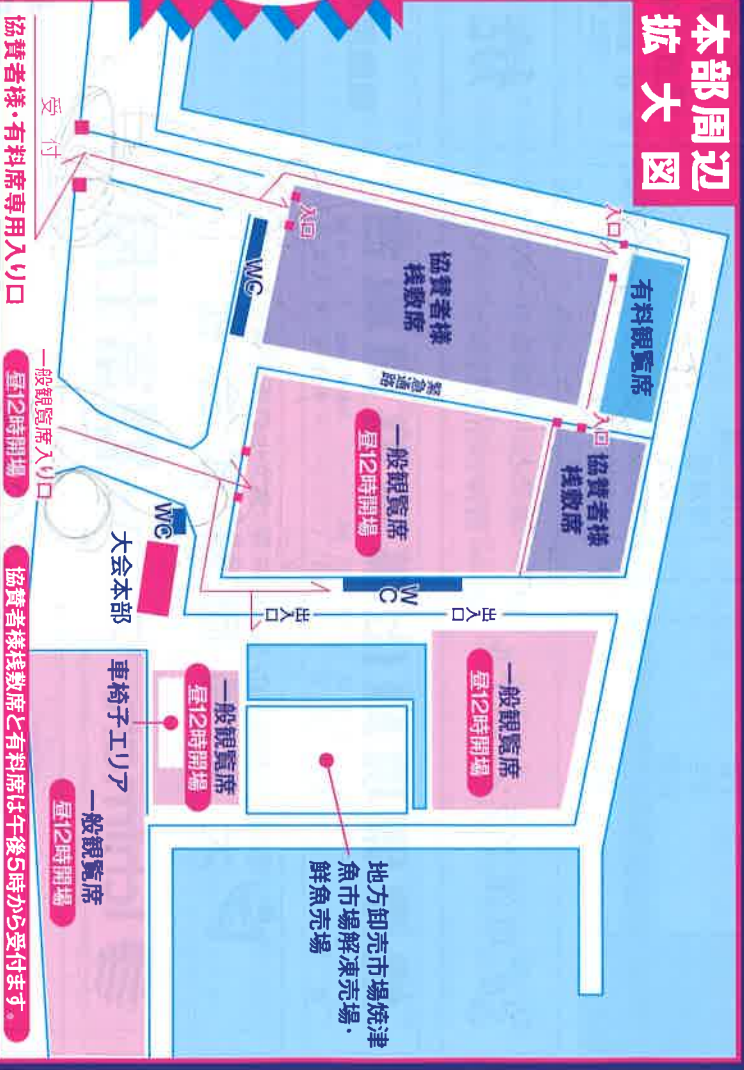 本部周辺
拡大図
協賛者様・有料席専用入り口
受付
入口
WC
協賛者様
桟敷席
入口
有料観覧席
緊急通路
入口
協賛者様
桟敷席
一般観覧席
昼12時開場
一般観覧席入り口
昼12時開場
WC
大会本部
WC
出入口
出入口
一般観覧席
昼12時開場
一般観覧席
昼12時開場
車椅子エリア
一般観覧席
昼12時開場
地方卸売市場焼津
魚市場解凍売場・
鮮魚売場
協賛者様桟敷席と有料席は午後5時から受付ます。